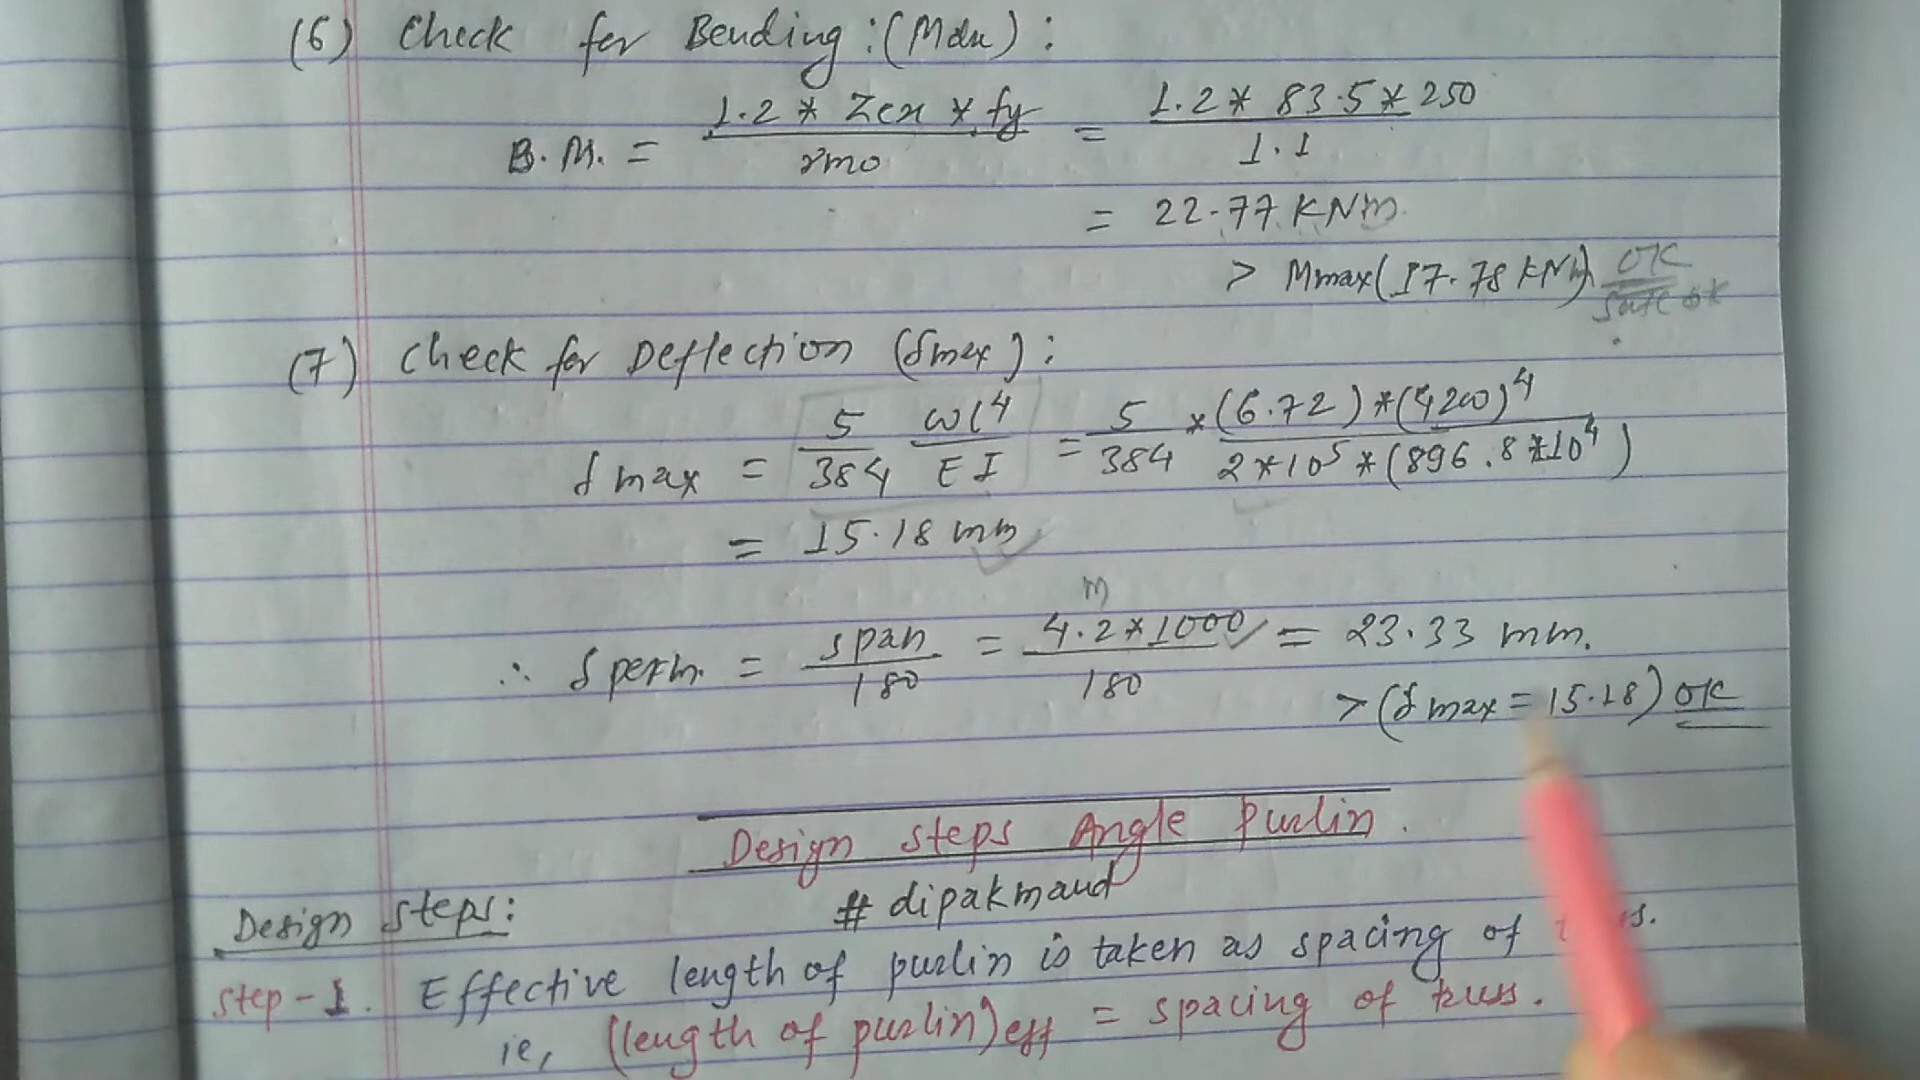 (6) Check for Bending : (Mdx) :
B.M. = 1.2 * Zex * fy / γmo = 1.2 * 83.5 * 250 / 1.1
= 22.77 KNm
> Mmax (17.78 KNm) OK
safe ok
(7) Check for Deflection (δmax) :
δmax = 5/384 ωl⁴/EI = 5/384 * (6.72) * (4200)⁴ / 2*10⁵ * (896.8*10⁴)
= 15.18 mm
∴ δperm. = span/180 = 4.2 m * 1000 / 180 = 23.33 mm.
> (δmax = 15.18) OK
Design steps Angle Purlin.
# dipakmaud
Design steps:
Step-1. Effective length of purlin is taken as spacing of
ie, (length of purlin)eff = spacing of truss.